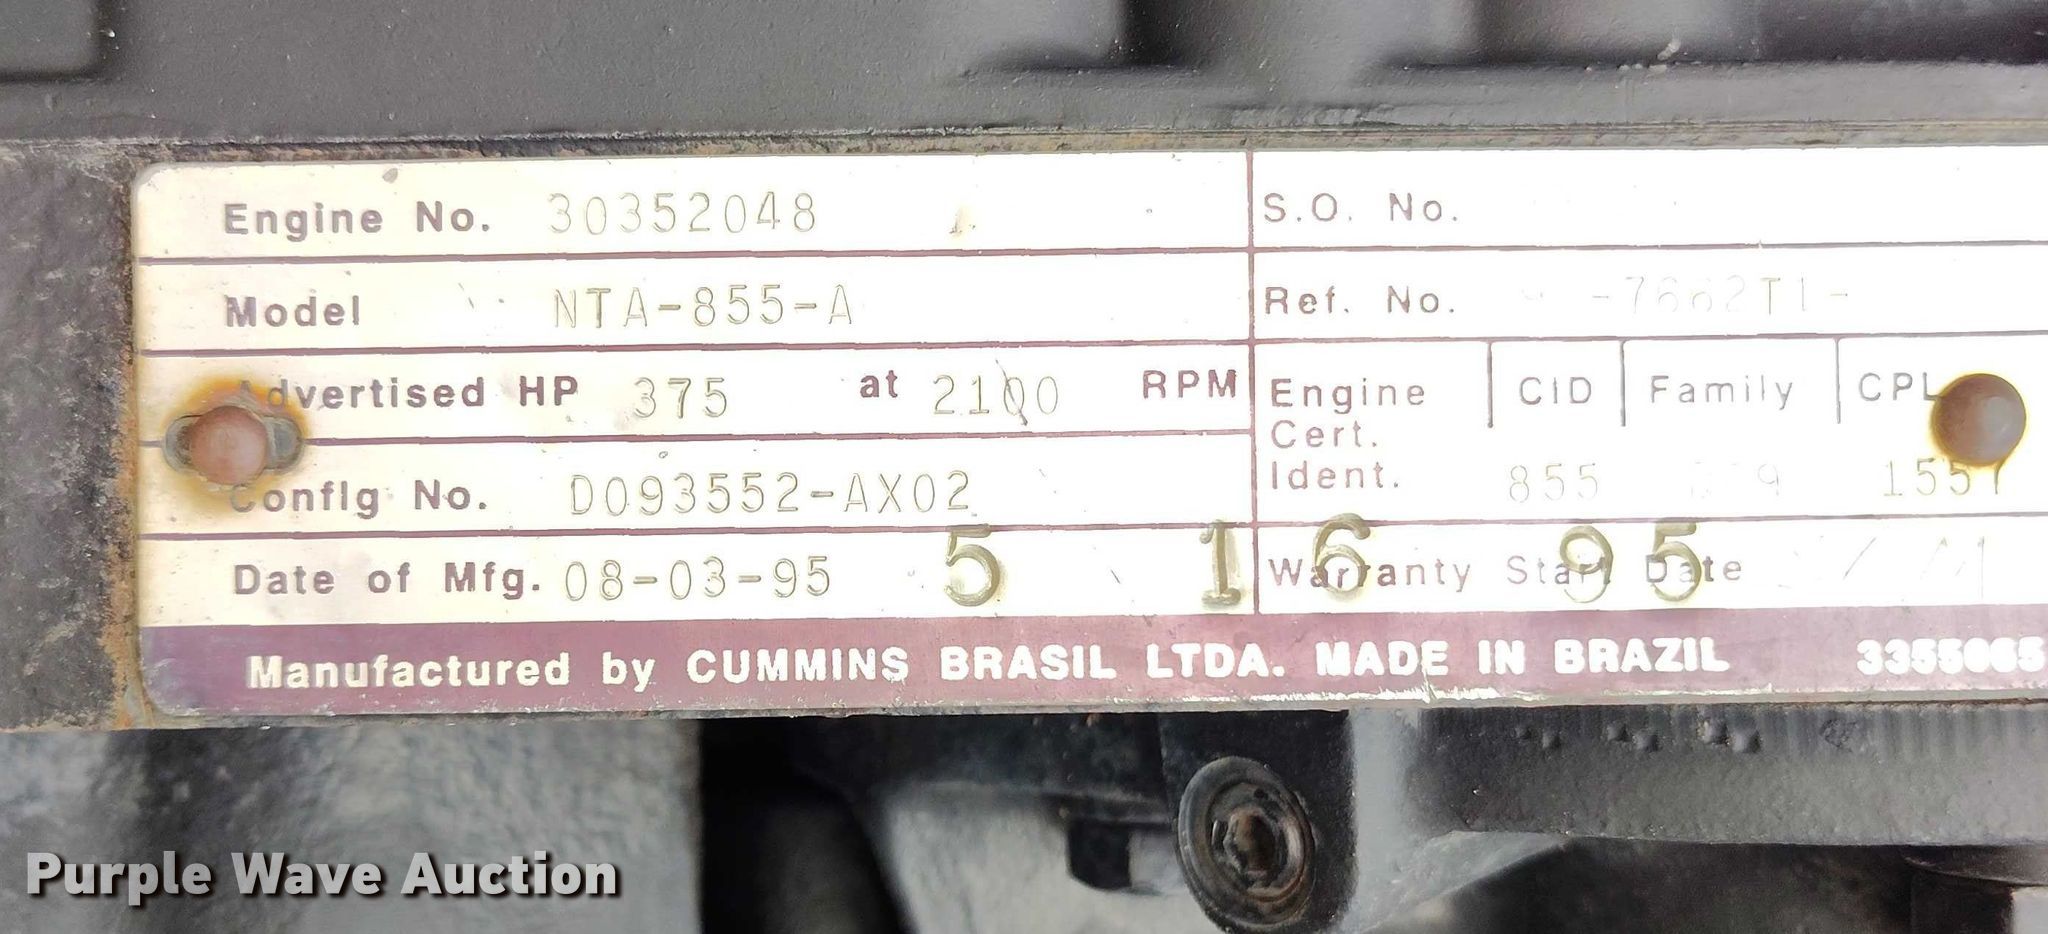 Engine No. 30352048
S.O. No.
Model NTA-855-A
Ref. No.
Advertised HP 375 at 2100 RPM
Engine Cert. Ident.
CID Family CPL
855
Config No. D093552-AX02
Date of Mfg. 08-03-95
5 16 95
Warranty Start Date
Manufactured by CUMMINS BRASIL LTDA. MADE IN BRAZIL
Purple Wave Auction